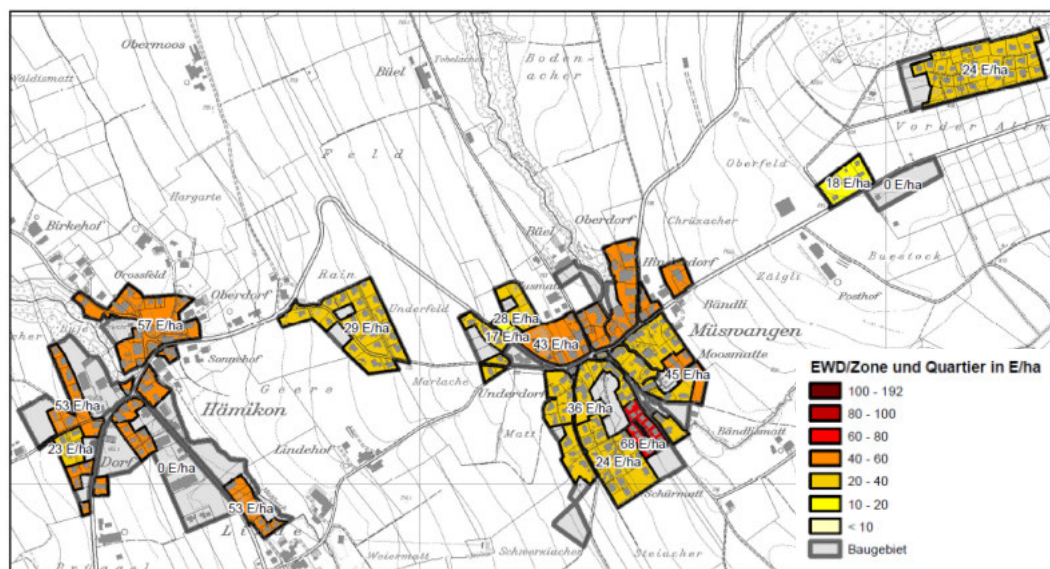 Obermoos
Büel
Boden-
acher
24 E/ha
Feld
Hargarte
Oberfeld
18 E/ha
0 E/ha
Birkehof
Grossfeld
Oberdorf
57 E/ha
Rain
Underfeld
29 E/ha
Büel
Oberdorf
Chrüzacher
Zälgli
Buestock
Posthof
28 E/ha
17 E/ha
43 E/ha
Bändli
Müswangen
Moosmatte
45 E/ha
Sonnehof
Geere
Marlache
Underdorf
Hämikon
53 E/ha
23 E/ha
Dorf
0 E/ha
Lindehof
Matt
36 E/ha
68 E/ha
24 E/ha
Bändlismatt
Schürmatt
53 E/ha
Weiermatt
Schwerziacher
Steiacher
EWD/Zone und Quartier in E/ha
100 - 192
80 - 100
60 - 80
40 - 60
20 - 40
10 - 20
< 10
Baugebiet